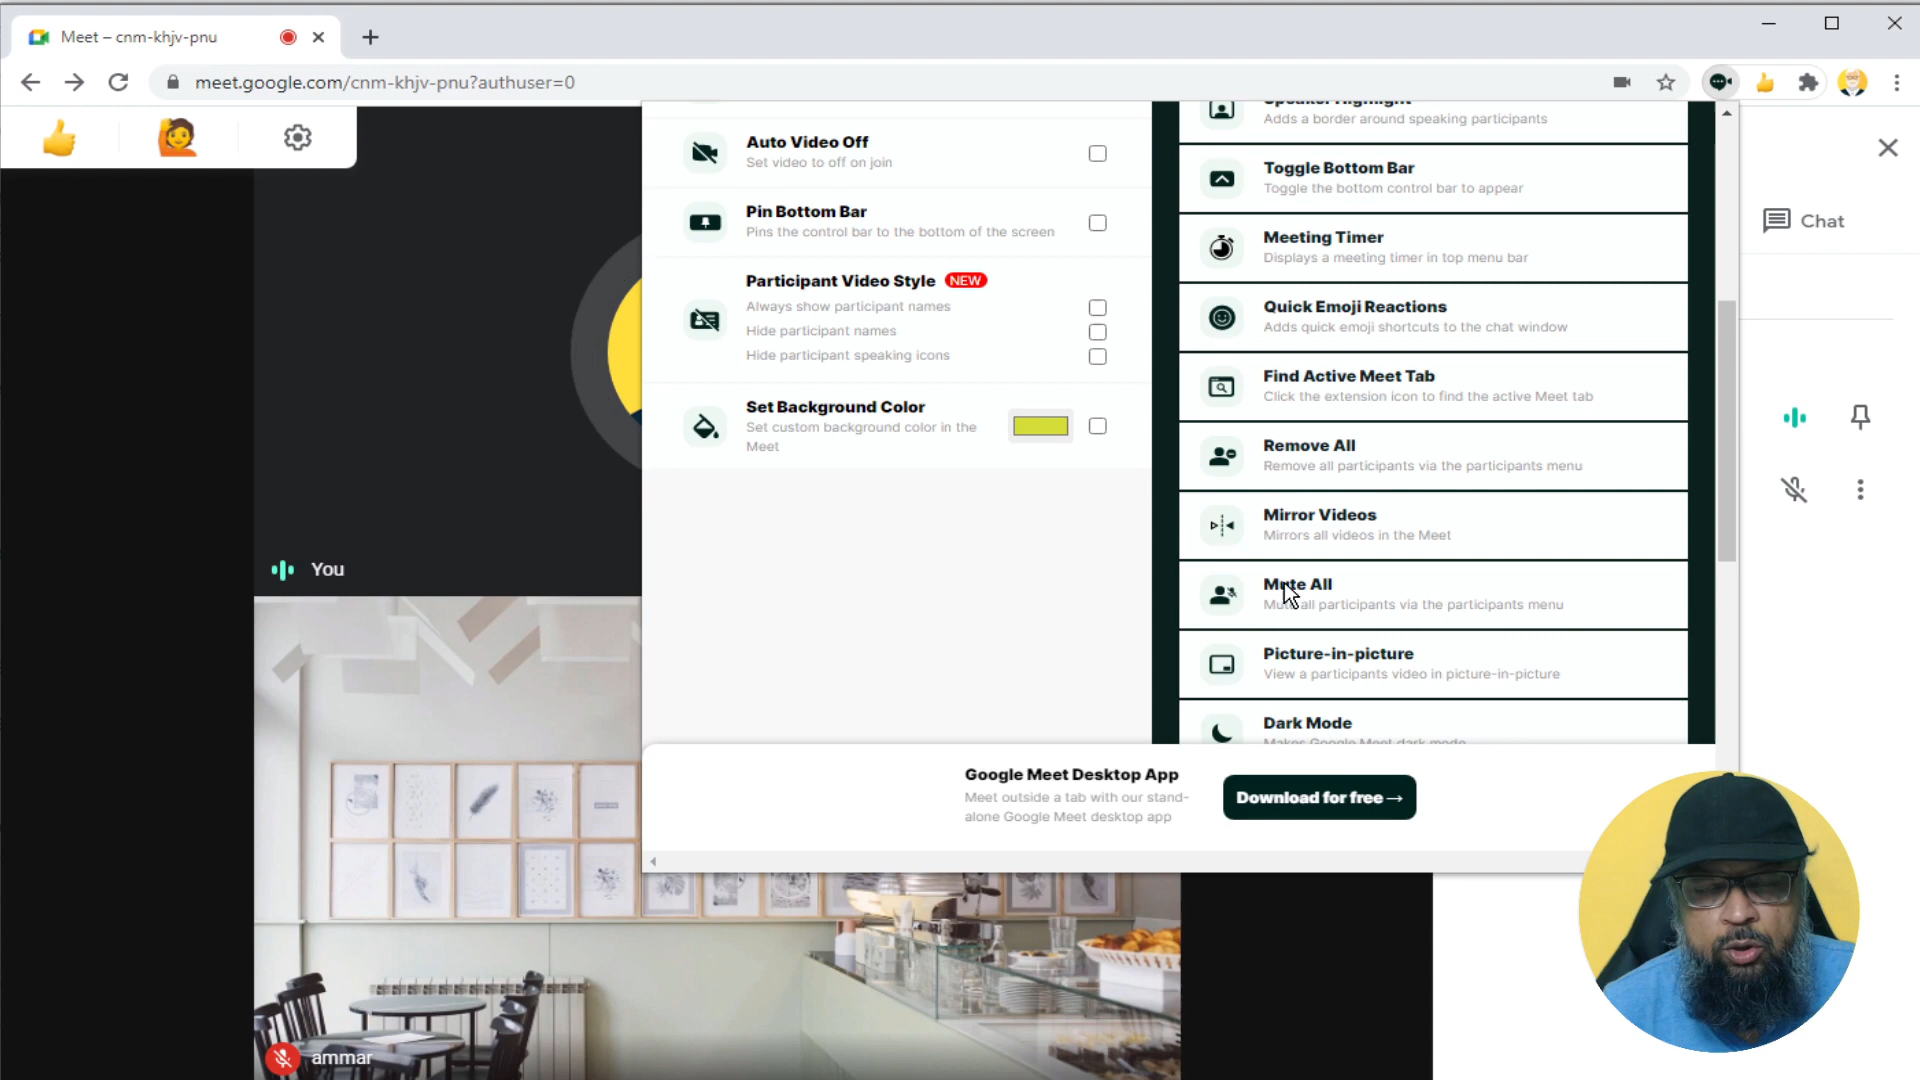 Meet – cnm-khjv-pnu
meet.google.com/cnm-khjv-pnu?authuser=0
Auto Video Off
Set video to off on join
Pin Bottom Bar
Pins the control bar to the bottom of the screen
Participant Video Style NEW
Always show participant names
Hide participant names
Hide participant speaking icons
Set Background Color
Set custom background color in the
Meet
Speaker Highlight
Adds a border around speaking participants
Toggle Bottom Bar
Toggle the bottom control bar to appear
Meeting Timer
Displays a meeting timer in top menu bar
Quick Emoji Reactions
Adds quick emoji shortcuts to the chat window
Find Active Meet Tab
Click the extension icon to find the active Meet tab
Remove All
Remove all participants via the participants menu
Mirror Videos
Mirrors all videos in the Meet
Mute All
Mute all participants via the participants menu
Picture-in-picture
View a participants video in picture-in-picture
Dark Mode
Makes Google Meet dark mode
Google Meet Desktop App
Meet outside a tab with our stand-
alone Google Meet desktop app
Download for free →
Chat
You
ammar